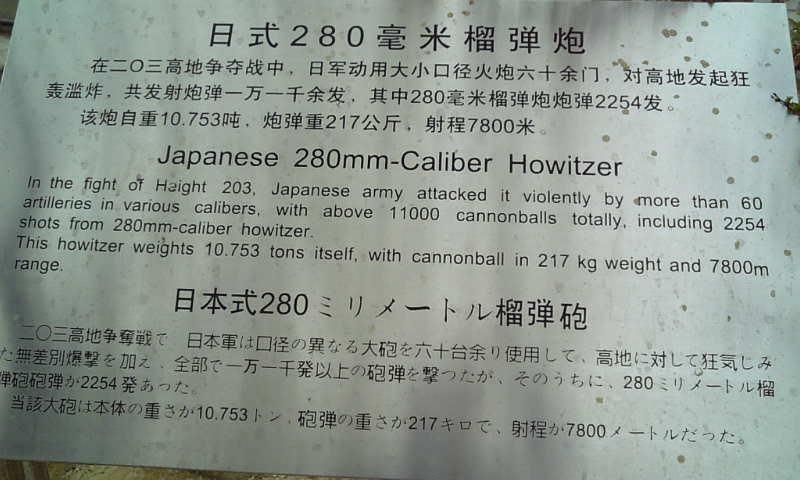 日式280毫米榴弹炮
在二〇三高地争夺战中，日军动用大小口径火炮六十余门，对高地发起狂
轰滥炸，共发射炮弹一万一千余发，其中280毫米榴弹炮炮弹2254发。
该炮自重10.753吨，炮弹重217公斤，射程7800米。
Japanese 280mm-Caliber Howitzer
In the fight of Haight 203, Japanese army attacked it violently by more than 60
artilleries in various calibers, with above 11000 cannonballs totally, including 2254
shots from 280mm-caliber howitzer.
This howitzer weights 10.753 tons itself, with cannonball in 217 kg weight and 7800m
range.
日本式280ミリメートル榴弾砲
二〇三高地争奪戦で 日本軍は口径の異なる大砲を六十台余り使用して、高地に対して狂気じみ
た無差別爆撃を加え、全部で一万一千発以上の砲弾を撃つたが、そのうちに、280ミリメートル榴
弾砲砲弾か2254発あった。
当該大砲は本体の重さか10.753トン、砲弾の重さか217キロで、射程か7800メートルだった。